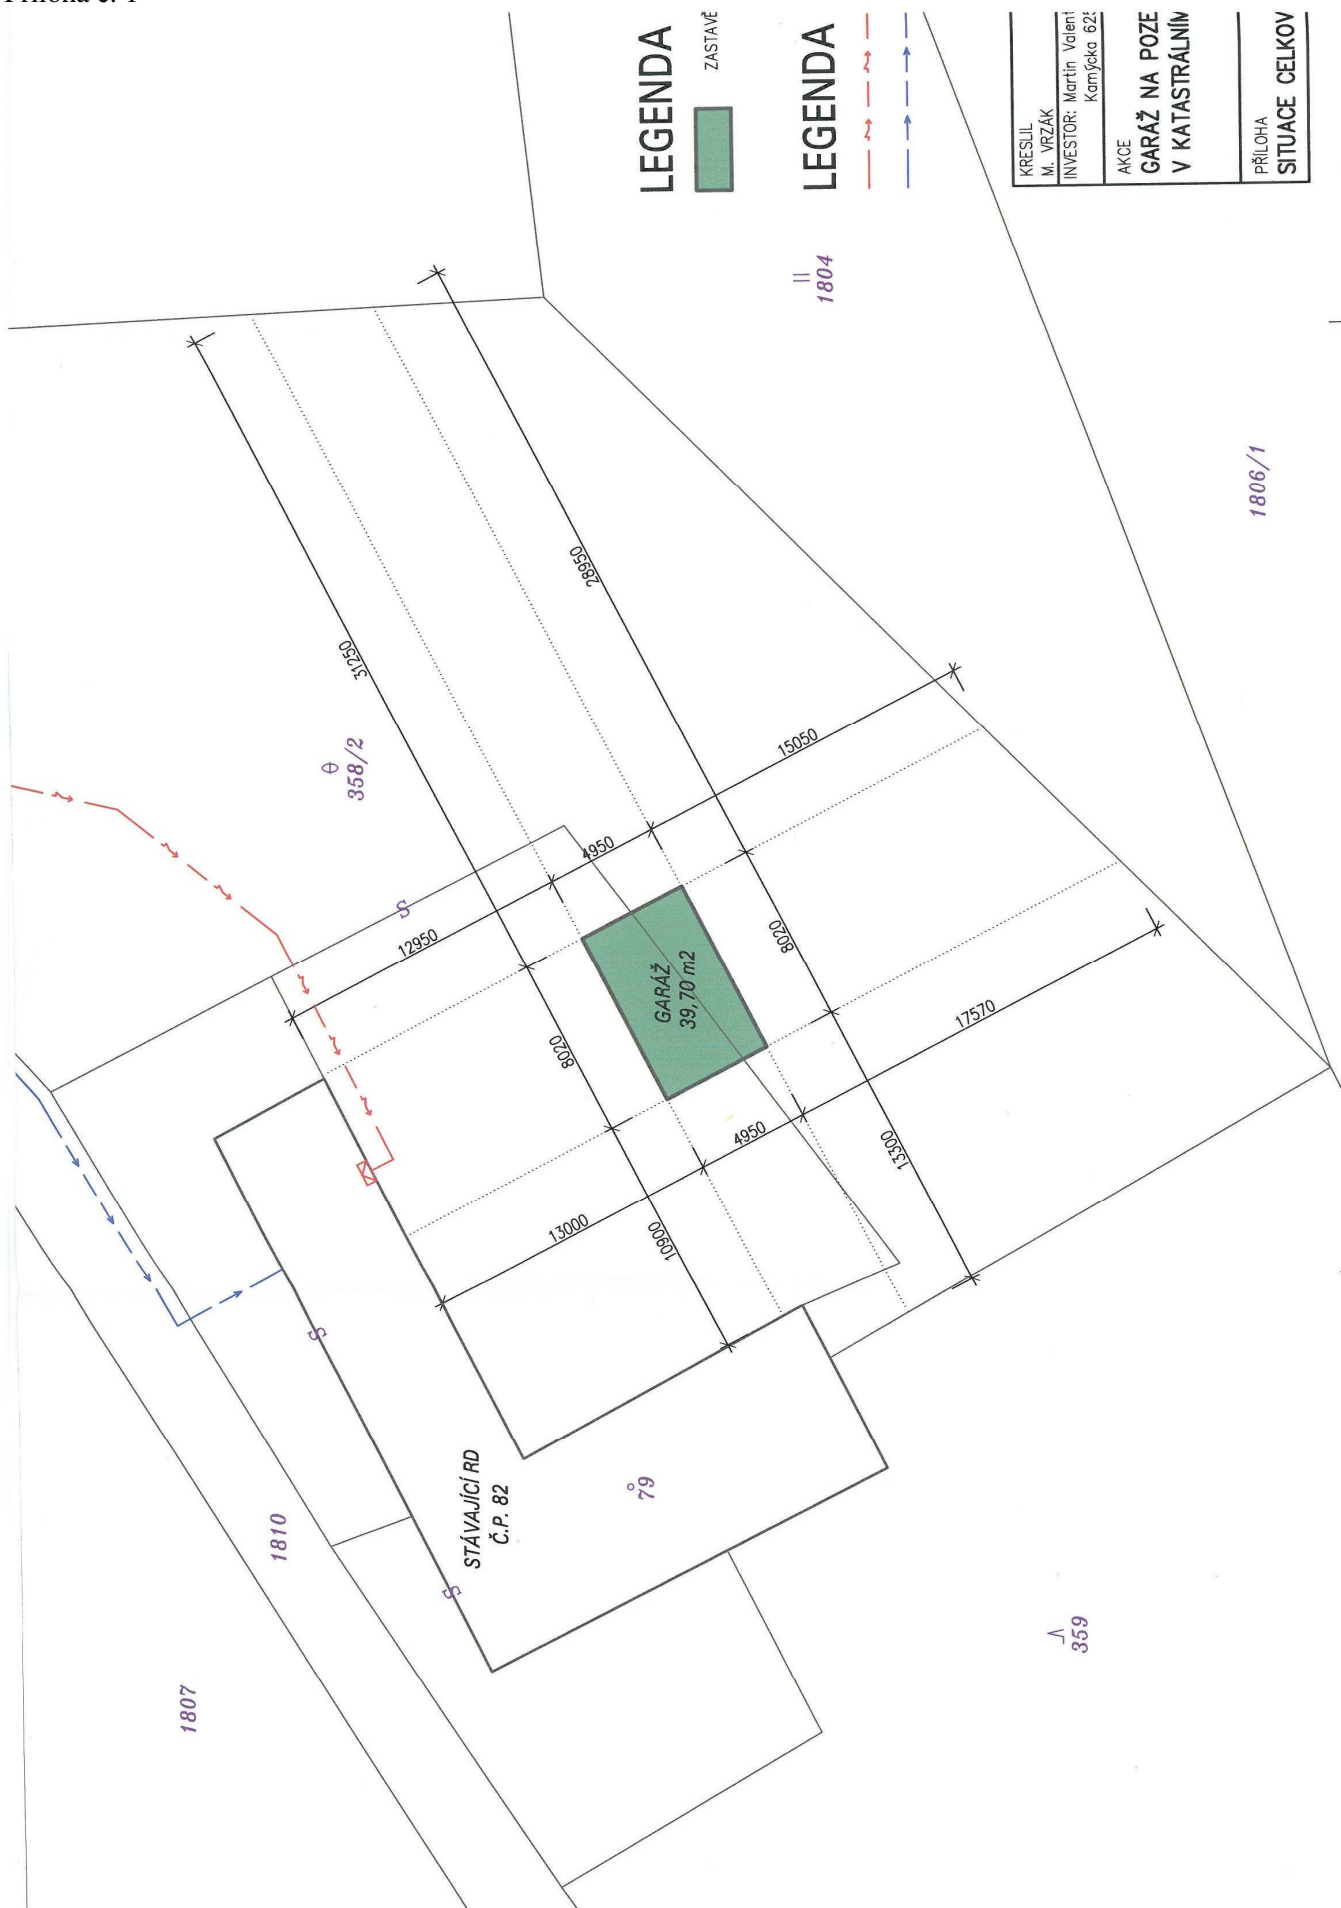 LEGENDA
ZASTAVĚ
LEGENDA
KRESLIL
M. VRZÁK
INVESTOR: Martin Valent
Kamýcka
AKCE
GARÁŽ NA POZE
V KATASTRÁLNÍM
PŘÍLOHA
SITUACE CELKOV
1804
1806/1
358/2
31250
28950
15050
4950
12950
S
GARÁŽ
39,70 m2
8020
8020
17570
4950
13300
13000
10900
S
STÁVAJÍCÍ RD
Č.P. 82
79
S
1810
1807
359